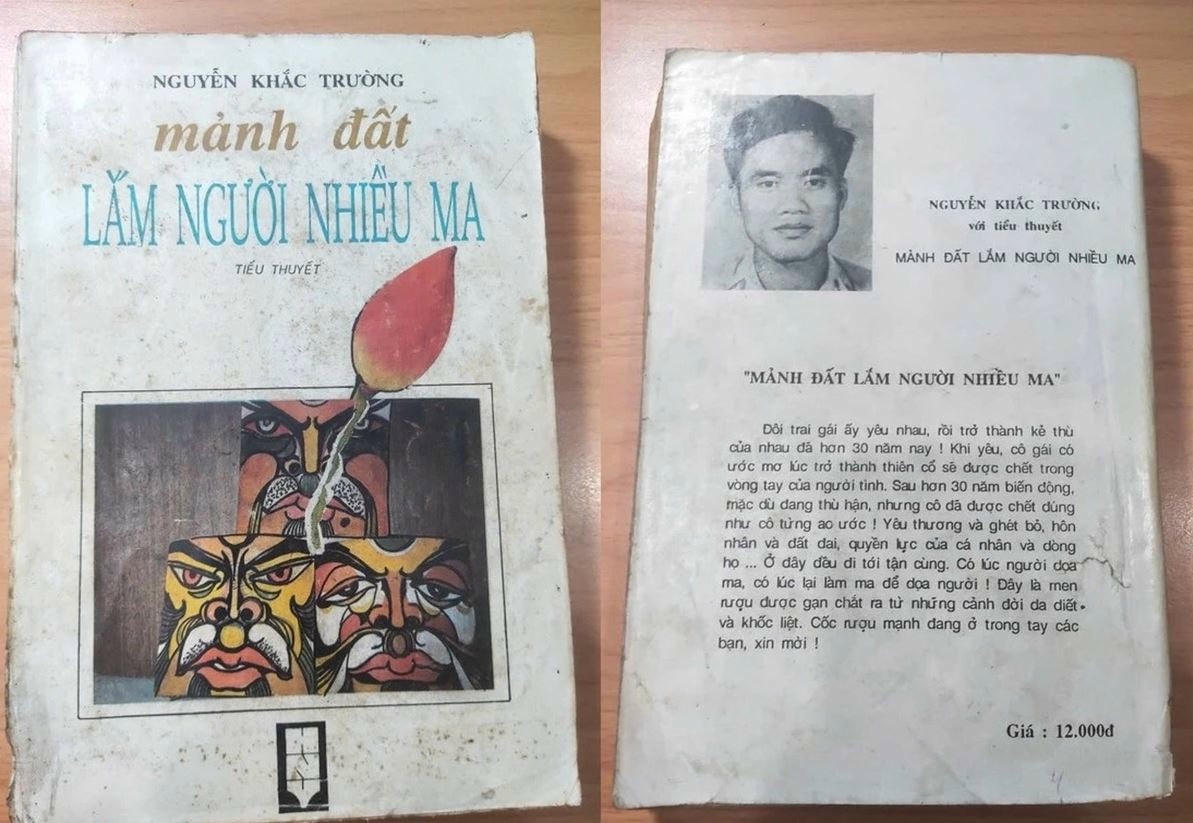 NGUYỄN KHẮC TRƯỜNG
mảnh đất
LẮM NGƯỜI NHIỀU MA
TIỂU THUYẾT
NGUYỄN KHẮC TRƯỜNG
với tiểu thuyết
MẢNH ĐẤT LẮM NGƯỜI NHIỀU MA
"MẢNH ĐẤT LẮM NGƯỜI NHIỀU MA"
Đôi trai gái ấy yêu nhau, rồi trở thành kẻ thù
của nhau đã hơn 30 năm nay ! Khi yêu, cô gái có
ước mơ lúc trở thành thiên cổ sẽ được chết trong
vòng tay của người tình. Sau hơn 30 năm biến động,
mặc dù đang thù hận, nhưng cô đã được chết đúng
như cô từng ao ước ! Yêu thương và ghét bỏ, hôn
nhân và đất đai, quyền lực của cá nhân và dòng
họ ... Ở đây đều đi tới tận cùng. Có lúc người dọa
ma, có lúc lại làm ma để dọa người ! Đây là men
rượu được gạn chắt ra từ những cảnh đời da diết
và khốc liệt. Cốc rượu mạnh đang ở trong tay các
bạn, xin mời !
Giá : 12.000đ